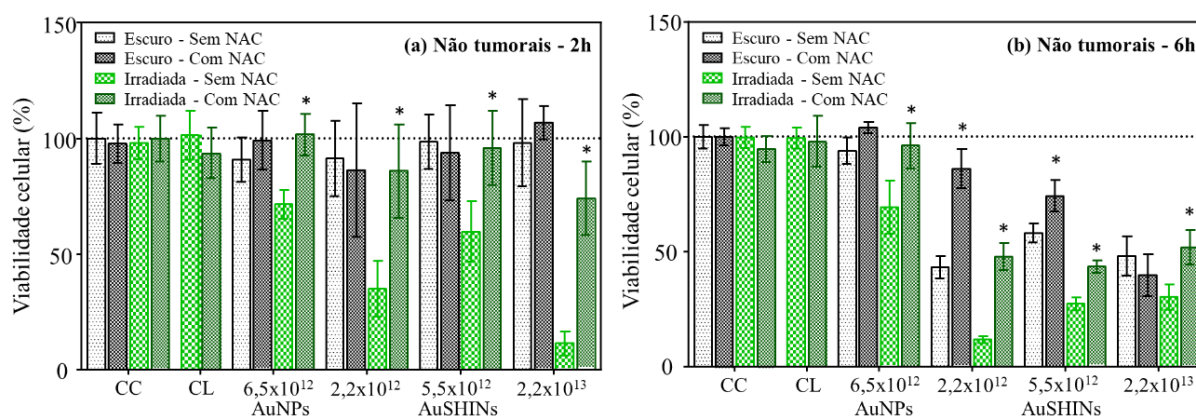 (a) Não tumorais - 2h
Escuro - Sem NAC
Escuro - Com NAC
Irradiada - Sem NAC
Irradiada - Com NAC
Viabilidade celular (%)
150
100
50
0
* * * *
CC CL 6,5x10¹² 2,2x10¹² 5,5x10¹² 2,2x10¹³
AuNPs AuSHINs
(b) Não tumorais - 6h
Escuro - Sem NAC
Escuro - Com NAC
Irradiada - Sem NAC
Irradiada - Com NAC
Viabilidade celular (%)
150
100
50
0
* * * * * *
CC CL 6,5x10¹² 2,2x10¹² 5,5x10¹² 2,2x10¹³
AuNPs AuSHINs